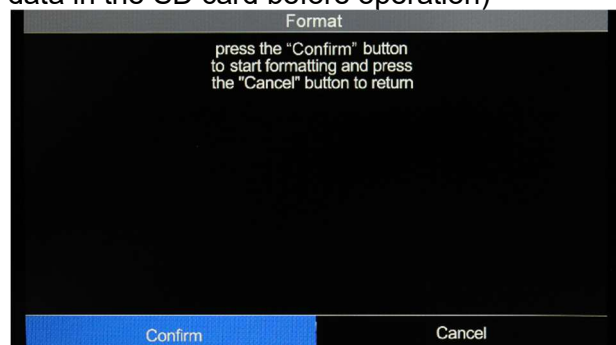 data in the SD card before operation)
Format
press the “Confirm” button
to start formatting and press
the "Cancel" button to return
Confirm
Cancel